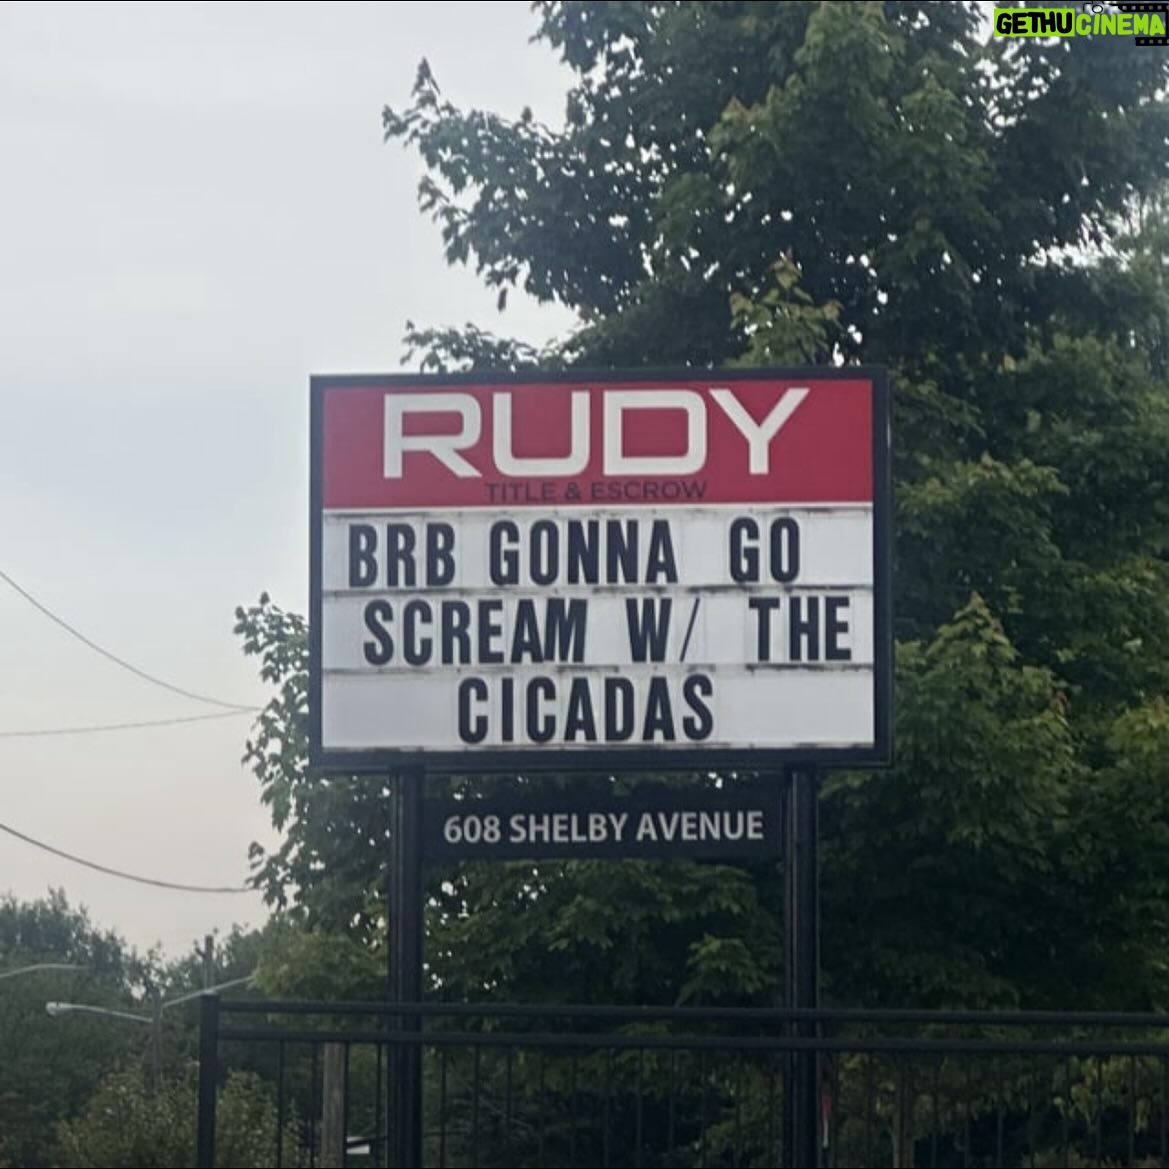 GETHUCINEMA
RUDY
TITLE & ESCROW
BRB GONNA GO
SCREAM W/ THE
CICADAS
608 SHELBY AVENUE